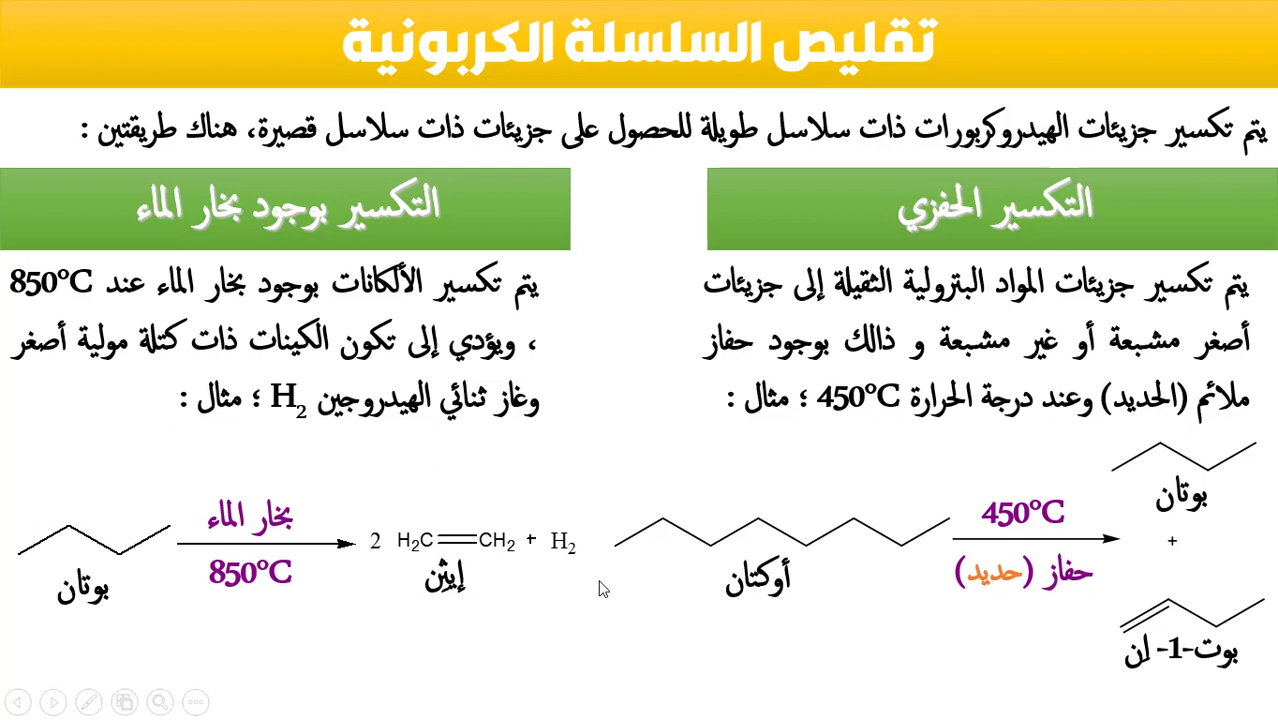 تقليص السلسلة الكربونية
يتم تكسير جزيئات الهيدروكربورات ذات سلاسل طويلة للحصول على جزيئات ذات سلاسل قصيرة، هناك طريقتين :
التكسير الحفزي
يتم تكسير جزيئات المواد البترولية الثقيلة إلى جزيئات
أصغر مشبعة أو غير مشبعة و ذالك بوجود حفاز
ملائم (الحديد) وعند درجة الحرارة 450°C ؛ مثال :
أوكتان
450°C
حفاز (حديد)
بوتان
+
بوت-1- إن
التكسير بوجود بخار الماء
يتم تكسير الألكانات بوجود بخار الماء عند 850°C
، ويؤدي إلى تكون الكينات ذات كتلة مولية أصغر
وغاز ثنائي الهيدروجين H₂ ؛ مثال :
بوتان
بخار الماء
850°C
2 H₂C═CH₂ + H₂
إيثِن